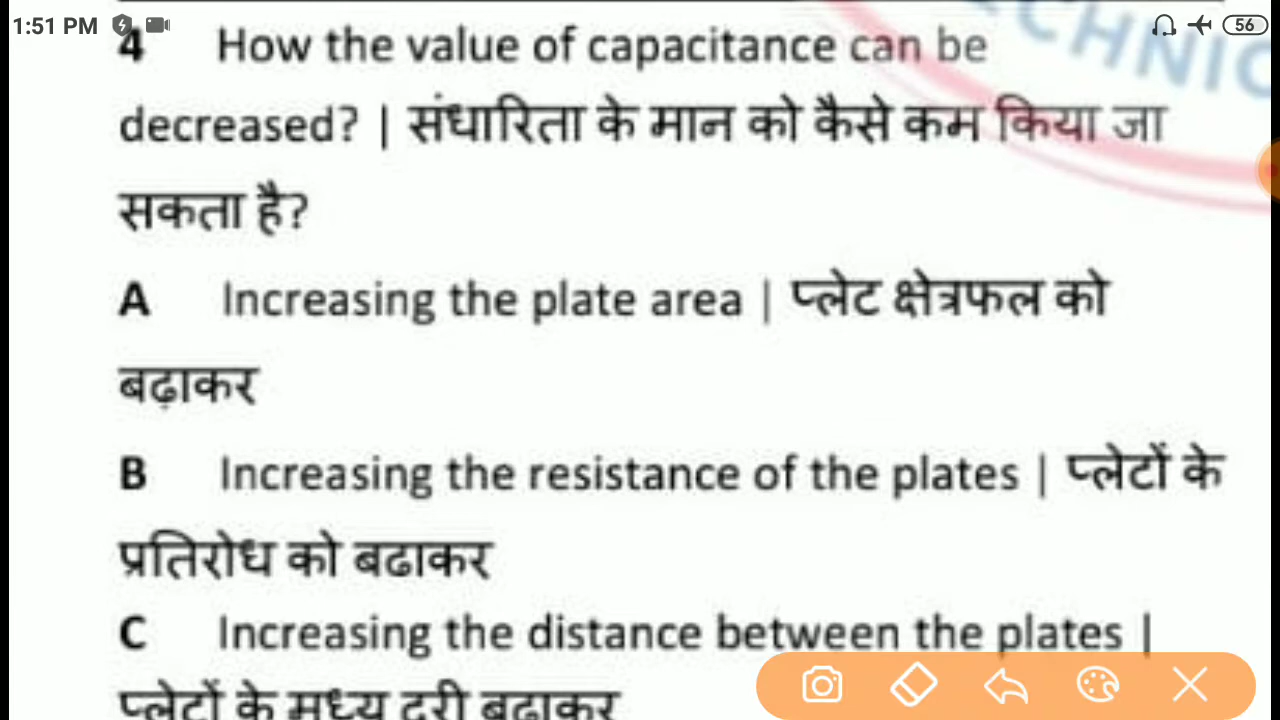 1:51 PM
56
4 How the value of capacitance can be
decreased? | संधारिता के मान को कैसे कम किया जा
सकता है?
A Increasing the plate area | प्लेट क्षेत्रफल को
बढ़ाकर
B Increasing the resistance of the plates | प्लेटों के
प्रतिरोध को बढाकर
C Increasing the distance between the plates |
प्लेटों के मध्य दूरी बढ़ाकर